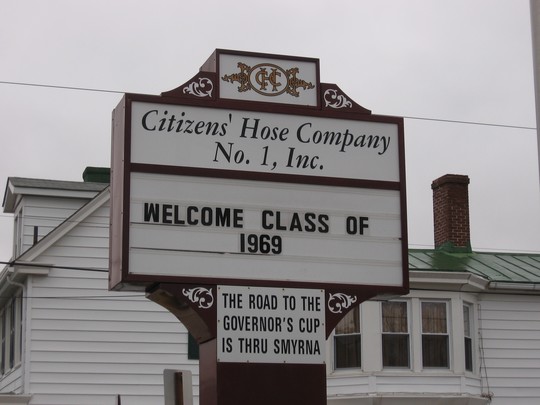 CHC
Citizens' Hose Company
No. 1, Inc.
WELCOME CLASS OF
1969
THE ROAD TO THE
GOVERNOR'S CUP
IS THRU SMYRNA